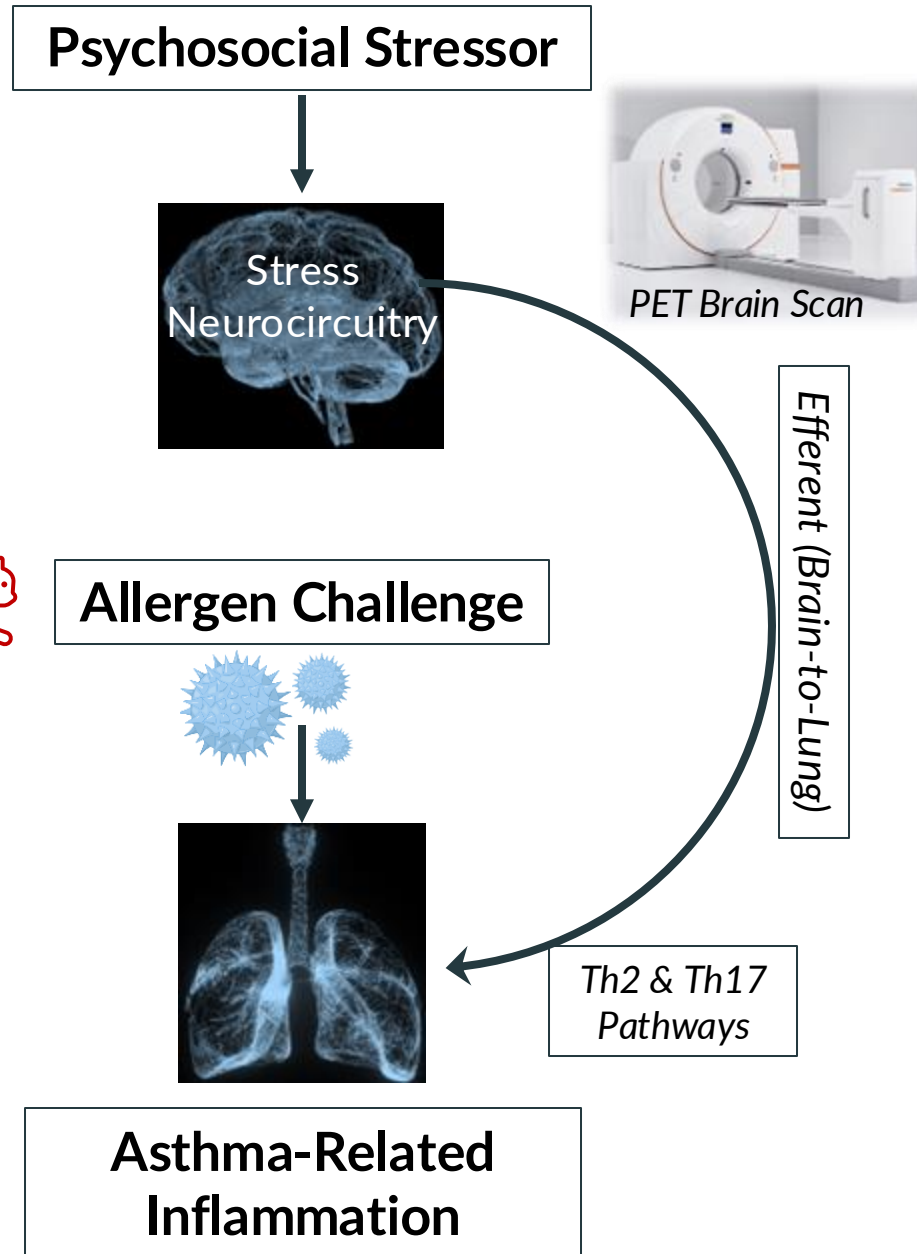 Psychosocial Stressor
Stress
Neurocircuitry
PET Brain Scan
Efferent (Brain-to-Lung)
Allergen Challenge
Th2 & Th17
Pathways
Asthma-Related
Inflammation